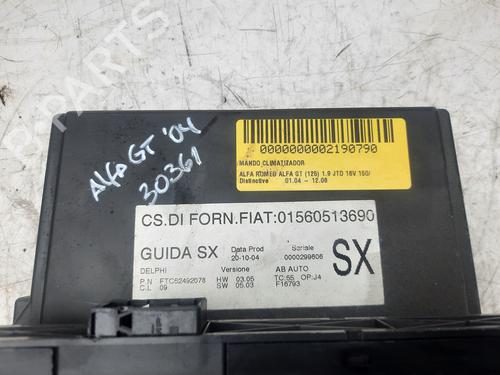 Alfa GT '04
30361
0000000002190790
MANDO CLIMATIZADOR
ALFA ROMEO ALFA GT (125) 1.9 JTD 16V 150/
Distinctive 01.04 - 12.06
CS.DI FORN.FIAT:01560513690
GUIDA SX Data Prod Seriale SX
20-10-04 0000299606
DELPHI Versione AB AUTO
P.N FTC52492078 HW 03.05 TC:55 OP:J4
C.L 09 SW 05.03 F16793
B-PARTS